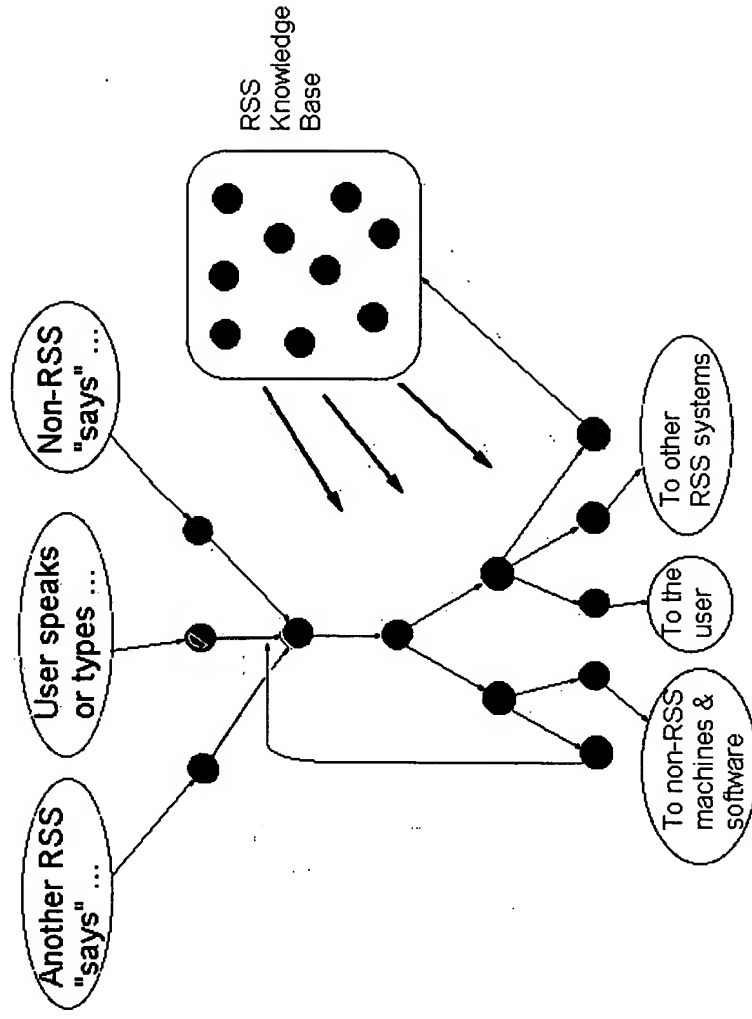 Another RSS
"says" ...
User speaks
or types ...
Non-RSS
"says" ...
RSS
Knowledge
Base
To non-RSS
machines &
software
To the
user
To other
RSS systems